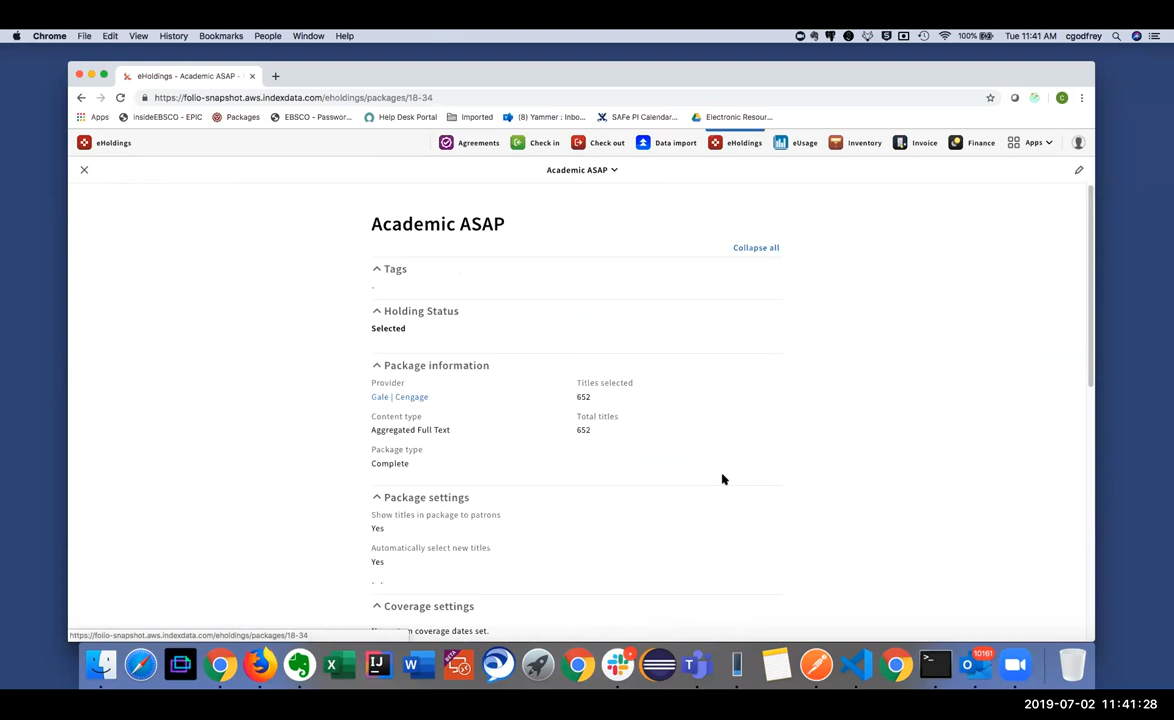 Chrome File Edit View History Bookmarks People Window Help 100% Tue 11:41 AM cgodfrey
eHoldings - Academic ASAP -
https://folio-snapshot.aws.indexdata.com/eholdings/packages/18-34
Apps insideEBSCO - EPIC Packages EBSCO - Passwor... Help Desk Portal Imported (8) Yammer : Inbo... SAFe PI Calendar... Electronic Resour...
eHoldings Agreements Check in Check out Data import eHoldings eUsage Inventory Invoice Finance Apps
Academic ASAP
Academic ASAP
Collapse all
Tags
Holding Status
Selected
Package information
Provider Titles selected
Gale | Cengage 652
Content type Total titles
Aggregated Full Text 652
Package type
Complete
Package settings
Show titles in package to patrons
Yes
Automatically select new titles
Yes
Coverage settings
coverage dates set.
https://folio-snapshot.aws.indexdata.com/eholdings/packages/18-34
10161
2019-07-02 11:41:28